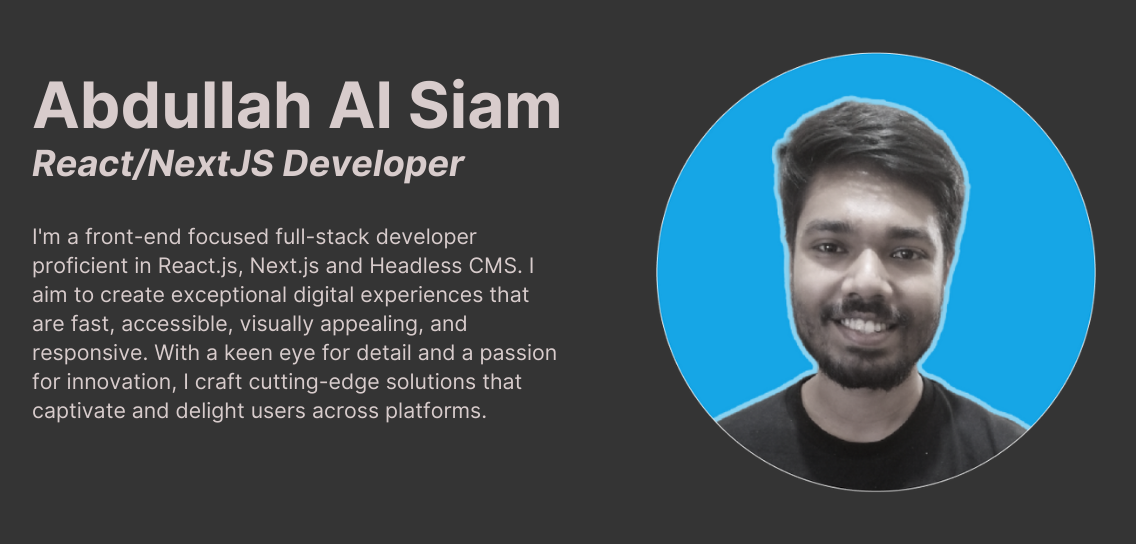 Abdullah Al Siam
React/NextJS Developer
I'm a front-end focused full-stack developer
proficient in React.js, Next.js and Headless CMS. I
aim to create exceptional digital experiences that
are fast, accessible, visually appealing, and
responsive. With a keen eye for detail and a passion
for innovation, I craft cutting-edge solutions that
captivate and delight users across platforms.